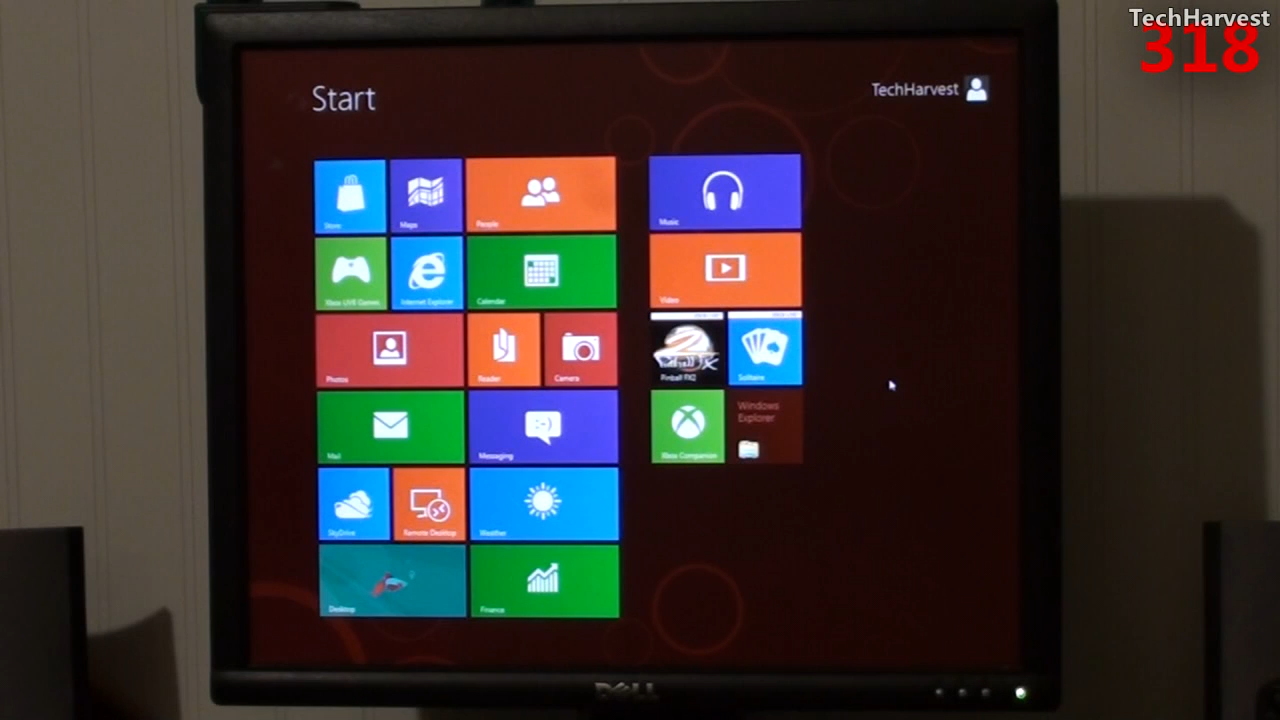 TechHarvest
318
Start
TechHarvest
Store
Maps
People
Music
Xbox LIVE Games
Internet Explorer
Calendar
Video
Photos
Reader
Camera
Pinball FX2
Solitaire
Mail
Messaging
Xbox Companion
Windows
Explorer
SkyDrive
Remote Desktop
Weather
Desktop
Finance
DELL